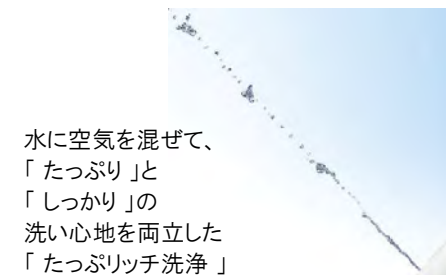 水に空気を混ぜて、
「 たっぷり 」と
「 しっかり 」の
洗い心地を両立した
「 たっぷリッチ洗浄 」